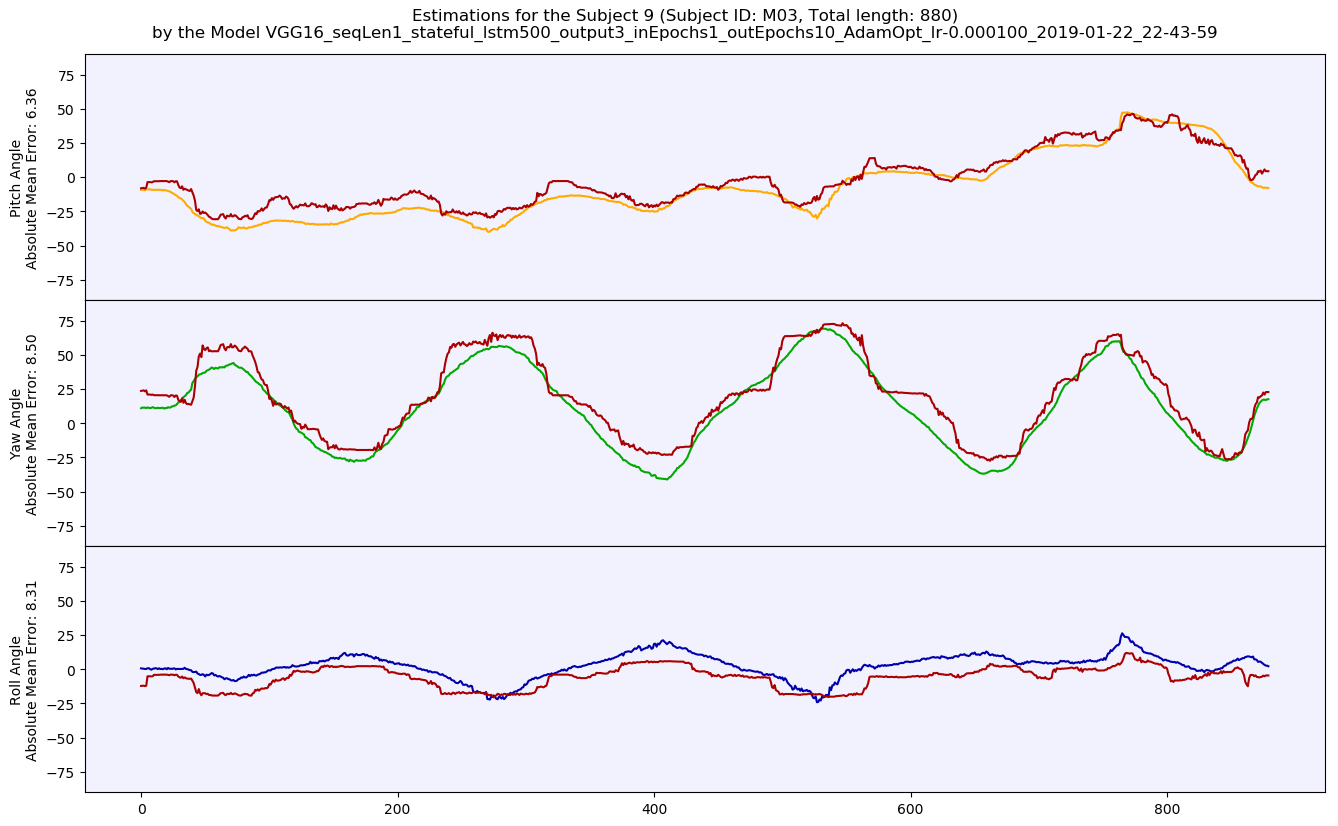 Estimations for the Subject 9 (Subject ID: M03, Total length: 880)
by the Model VGG16_seqLen1_stateful_lstm500_output3_inEpochs1_outEpochs10_AdamOpt_lr-0.000100_2019-01-22_22-43-59
Pitch Angle
Absolute Mean Error: 6.36
75
50
25
0
−25
−50
−75
Yaw Angle
Absolute Mean Error: 8.50
75
50
25
0
−25
−50
−75
Roll Angle
Absolute Mean Error: 8.31
75
50
25
0
−25
−50
−75
0 200 400 600 800